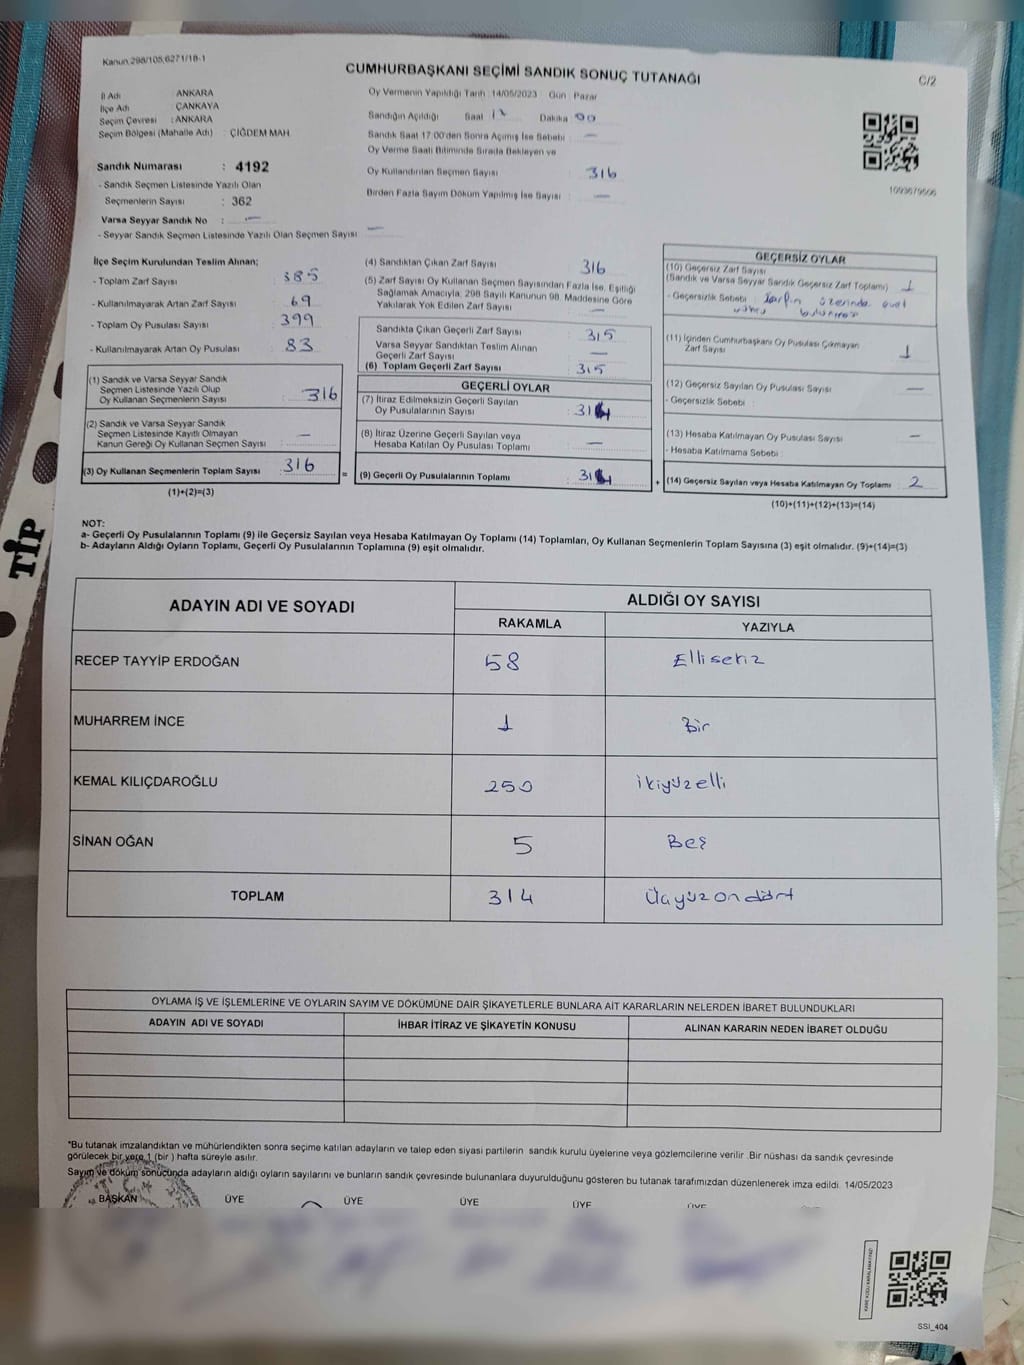 Kanun.298/105,6271/18-1
CUMHURBAŞKANI SEÇİMİ SANDIK SONUÇ TUTANAĞI
C/2
İl Adı : ANKARA
İlçe Adı : ÇANKAYA
Seçim Çevresi : ANKARA
Seçim Bölgesi (Mahalle Adı) : ÇİĞDEM MAH.
Sandık Numarası : 4192
- Sandık Seçmen Listesinde Yazılı Olan
Seçmenlerin Sayısı : 362
Varsa Seyyar Sandık No : —
- Seyyar Sandık Seçmen Listesinde Yazılı Olan Seçmen Sayısı : —
Oy Vermenin Yapıldığı Tarih :14/05/2023 Gün : Pazar
Sandığın Açıldığı Saat 17 Dakika 00
Sandık Saat 17:00'den Sonra Açımış İse Sebebi : —
Oy Verme Saati Bitiminde Sırada Bekleyen ve
Oy Kullandırılan Seçmen Sayısı : 316
Birden Fazla Sayım Döküm Yapılmış İse Sayısı : —
1093679506
İlçe Seçim Kurulundan Teslim Alınan;
- Toplam Zarf Sayısı : 385
- Kullanılmayarak Artan Zarf Sayısı : 69
- Toplam Oy Pusulası Sayısı : 399
- Kullanılmayarak Artan Oy Pusulası : 83
(1) Sandık ve Varsa Seyyar Sandık
Seçmen Listesinde Yazılı Olup
Oy Kullanan Seçmenlerin Sayısı : 316
(2) Sandık ve Varsa Seyyar Sandık
Seçmen Listesinde Kayıtlı Olmayan
Kanun Gereği Oy Kullanan Seçmen Sayısı : —
(3) Oy Kullanan Seçmenlerin Toplam Sayısı : 316
(1)+(2)=(3)
(4) Sandıktan Çıkan Zarf Sayısı : 316
(5) Zarf Sayısı Oy Kullanan Seçmen Sayısından Fazla İse, Eşitliği
Sağlamak Amacıyla, 298 Sayılı Kanunun 98. Maddesine Göre
Yakılarak Yok Edilen Zarf Sayısı : —
Sandıkta Çıkan Geçerli Zarf Sayısı : 315
Varsa Seyyar Sandıktan Teslim Alınan
Geçerli Zarf Sayısı : —
(6) Toplam Geçerli Zarf Sayısı : 315
GEÇERLİ OYLAR
(7) İtiraz Edilmeksizin Geçerli Sayılan
Oy Pusulalarının Sayısı : 314
(8) İtiraz Üzerine Geçerli Sayılan veya
Hesaba Katılan Oy Pusulaları Toplamı : —
= (9) Geçerli Oy Pusulalarının Toplamı : 314
GEÇERSİZ OYLAR
(10) Geçersiz Zarf Sayısı
(Sandık ve Varsa Seyyar Sandık Geçersiz Zarf Toplamı) : 1
- Geçersizlik Sebebi : Zarfın üzerinde evet
mührü bulunması
(11) İçinden Cumhurbaşkanı Oy Pusulası Çıkmayan
Zarf Sayısı : 1
(12) Geçersiz Sayılan Oy Pusulası Sayısı : —
- Geçersizlik Sebebi :
(13) Hesaba Katılmayan Oy Pusulası Sayısı : —
- Hesaba Katılmama Sebebi :
+ (14) Geçersiz Sayılan veya Hesaba Katılmayan Oy Toplamı : 2
(10)+(11)+(12)+(13)=(14)
TİP
NOT:
a- Geçerli Oy Pusulalarının Toplamı (9) ile Geçersiz Sayılan veya Hesaba Katılmayan Oy Toplamı (14) Toplamları, Oy Kullanan Seçmenlerin Toplam Sayısına (3) eşit olmalıdır. (9)+(14)=(3)
b- Adayların Aldığı Oyların Toplamı, Geçerli Oy Pusulalarının Toplamına (9) eşit olmalıdır.
ADAYIN ADI VE SOYADI
ALDIĞI OY SAYISI
RAKAMLA YAZIYLA
RECEP TAYYİP ERDOĞAN 58 Ellisekiz
MUHARREM İNCE 1 Bir
KEMAL KILIÇDAROĞLU 250 ikiyüzelli
SİNAN OĞAN 5 Beş
TOPLAM 314 Üçyüzondört
OYLAMA İŞ VE İŞLEMLERİNE VE OYLARIN SAYIM VE DÖKÜMÜNE DAİR ŞİKAYETLERLE BUNLARA AİT KARARLARIN NELERDEN İBARET BULUNDUKLARI
ADAYIN ADI VE SOYADI İHBAR İTİRAZ VE ŞİKAYETİN KONUSU ALINAN KARARIN NEDEN İBARET OLDUĞU
*Bu tutanak imzalandıktan ve mühürlendikten sonra seçime katılan adayların ve talep eden siyasi partilerin sandık kurulu üyelerine veya gözlemcilerine verilir .Bir nüshası da sandık çevresinde
görülecek bir yere 1 (bir ) hafta süreyle asılır.
Sayım ve döküm sonucunda adayların aldığı oyların sayılarını ve bunların sandık çevresinde bulunanlara duyurulduğunu gösteren bu tutanak tarafımızdan düzenlenerek imza edildi. 14/05/2023
BAŞKAN ÜYE ÜYE ÜYE ÜYE ÜYE
KARE KODU KARALAMAYINIZ!
SSI_404